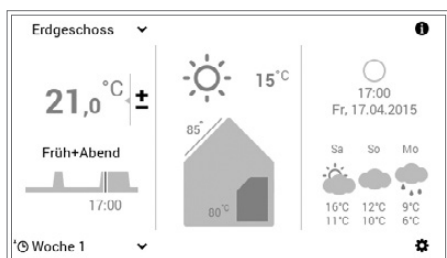 Erdgeschoss
21,0 °C ±
Früh+Abend
17:00
Woche 1
15°C
85°
80°C
17:00
Fr, 17.04.2015
Sa So Mo
16°C 12°C 9°C
11°C 10°C 6°C